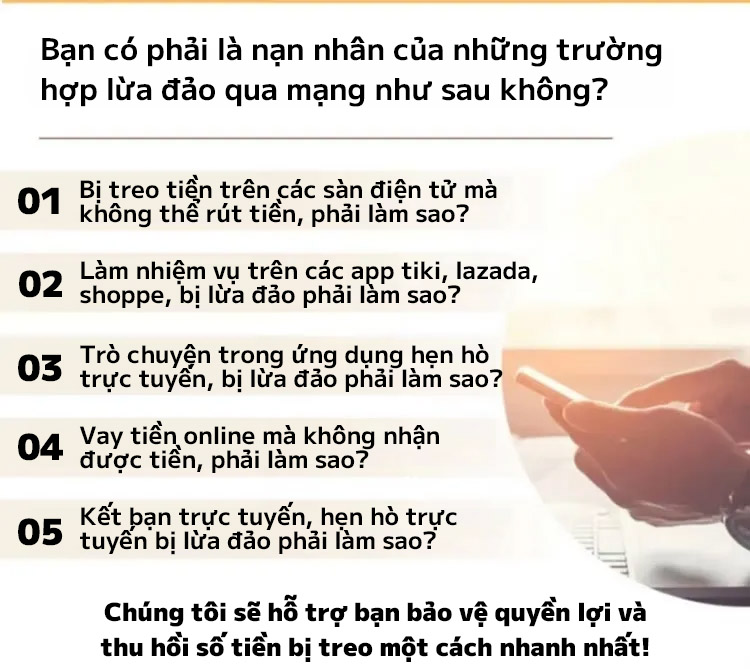 Bạn có phải là nạn nhân của những trường
hợp lừa đảo qua mạng như sau không?
01 Bị treo tiền trên các sàn điện tử mà
không thể rút tiền, phải làm sao?
02 Làm nhiệm vụ trên các app tiki, lazada,
shoppe, bị lừa đảo phải làm sao?
03 Trò chuyện trong ứng dụng hẹn hò
trực tuyến, bị lừa đảo phải làm sao?
04 Vay tiền online mà không nhận
được tiền, phải làm sao?
05 Kết bạn trực tuyến, hẹn hò trực
tuyến bị lừa đảo phải làm sao?
Chúng tôi sẽ hỗ trợ bạn bảo vệ quyền lợi và
thu hồi số tiền bị treo một cách nhanh nhất!